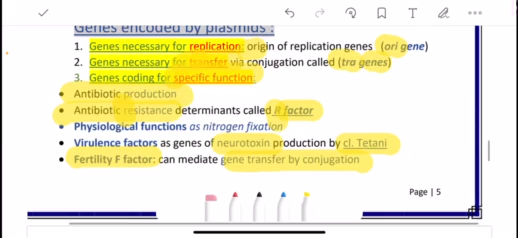 Genes encoded by plasmids :
1. Genes necessary for replication: origin of replication genes (ori gene)
2. Genes necessary for transfer via conjugation called (tra genes)
3. Genes coding for specific function:
• Antibiotic production
• Antibiotic resistance determinants called R factor
• Physiological functions as nitrogen fixation
• Virulence factors as genes of neurotoxin production by cl. Tetani
• Fertility F factor: can mediate gene transfer by conjugation
Page | 5